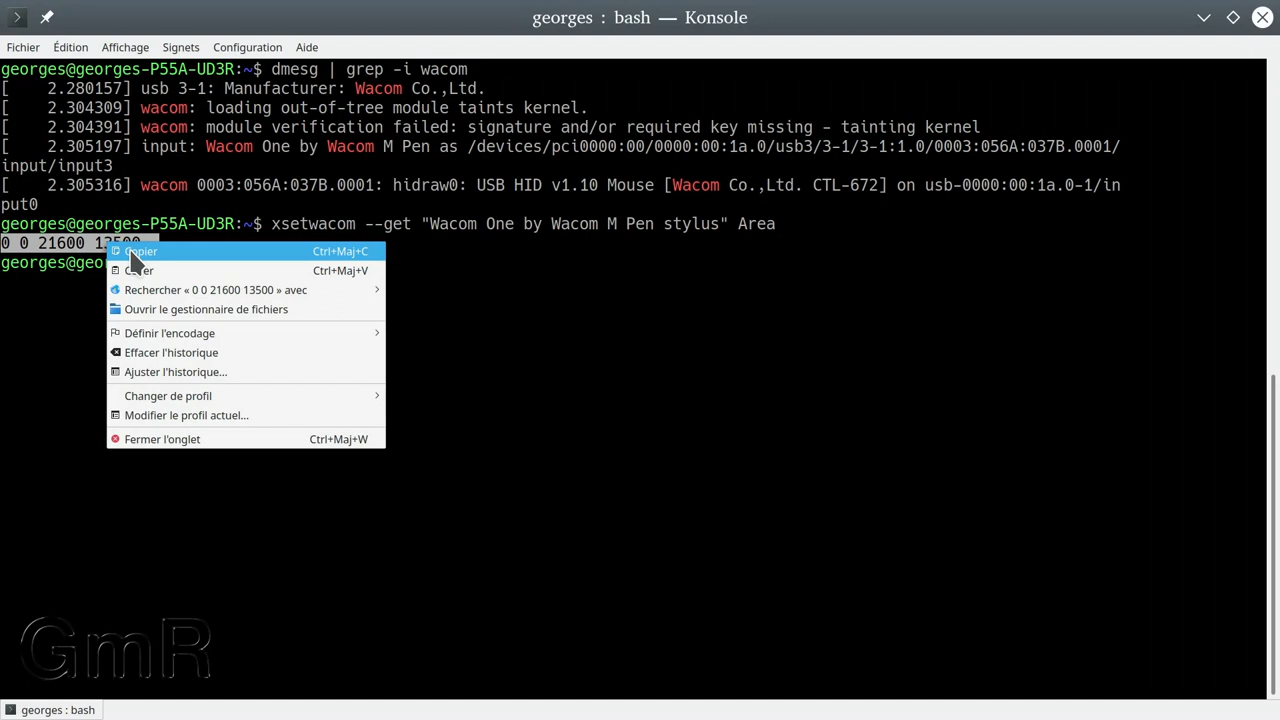 georges : bash — Konsole
Fichier Édition Affichage Signets Configuration Aide
georges@georges-P55A-UD3R:~$ dmesg | grep -i wacom
[    2.280157] usb 3-1: Manufacturer: Wacom Co.,Ltd.
[    2.304309] wacom: loading out-of-tree module taints kernel.
[    2.304391] wacom: module verification failed: signature and/or required key missing - tainting kernel
[    2.305197] input: Wacom One by Wacom M Pen as /devices/pci0000:00/0000:00:1a.0/usb3/3-1/3-1:1.0/0003:056A:037B.0001/
input/input3
[    2.305316] wacom 0003:056A:037B.0001: hidraw0: USB HID v1.10 Mouse [Wacom Co.,Ltd. CTL-672] on usb-0000:00:1a.0-1/in
put0
georges@georges-P55A-UD3R:~$ xsetwacom --get "Wacom One by Wacom M Pen stylus" Area
0 0 21600 13500
georges@geor
Copier Ctrl+Maj+C
Coller Ctrl+Maj+V
Rechercher « 0 0 21600 13500 » avec
Ouvrir le gestionnaire de fichiers
Définir l'encodage
Effacer l'historique
Ajuster l'historique...
Changer de profil
Modifier le profil actuel...
Fermer l'onglet Ctrl+Maj+W
GmR
georges : bash